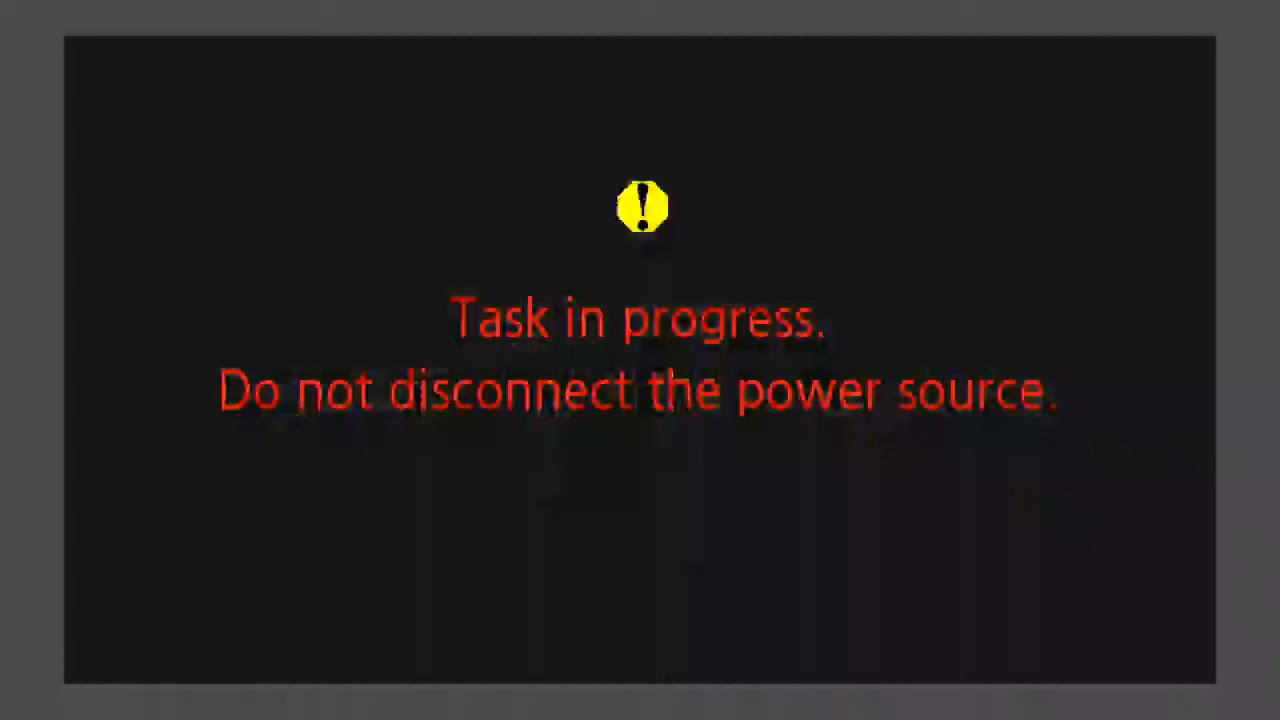 Task in progress.
Do not disconnect the power source.